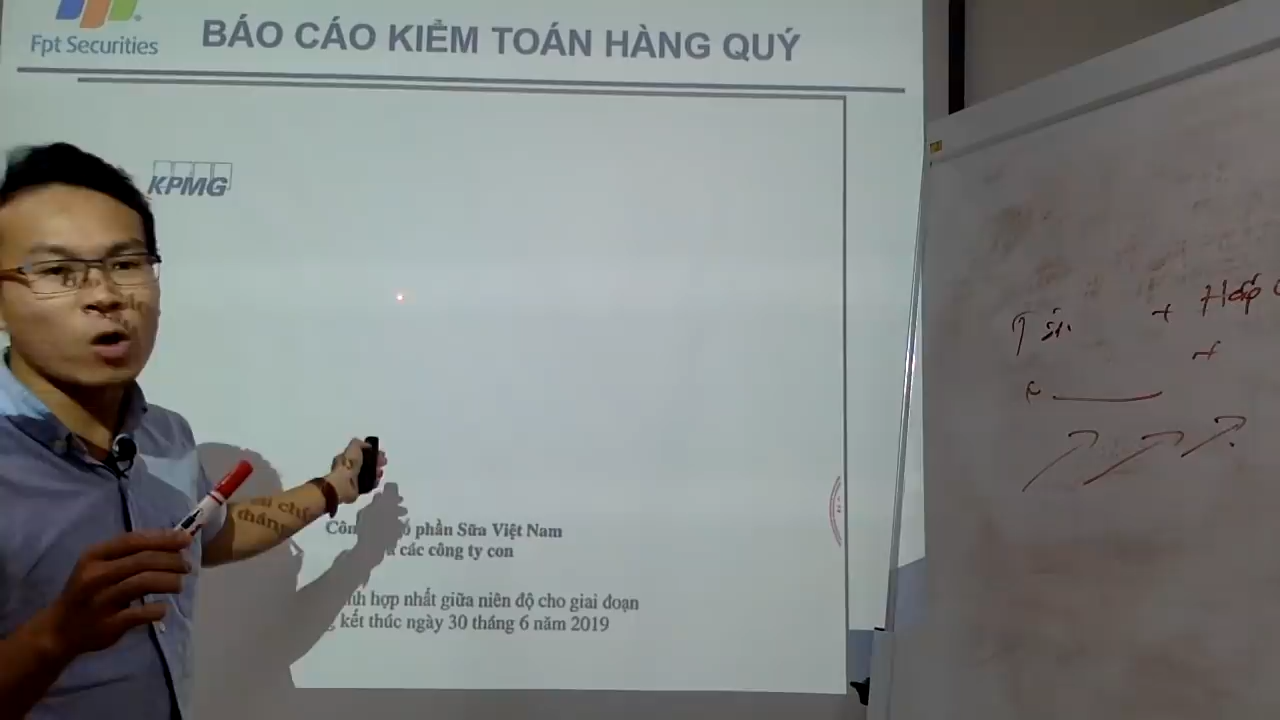 Fpt Securities
BÁO CÁO KIỂM TOÁN HÀNG QUÝ
KPMG
phần Sữa Việt Nam
các công ty con
hợp nhất giữa niên độ cho giai đoạn
kết thúc ngày 30 tháng 6 năm 2019
+
+